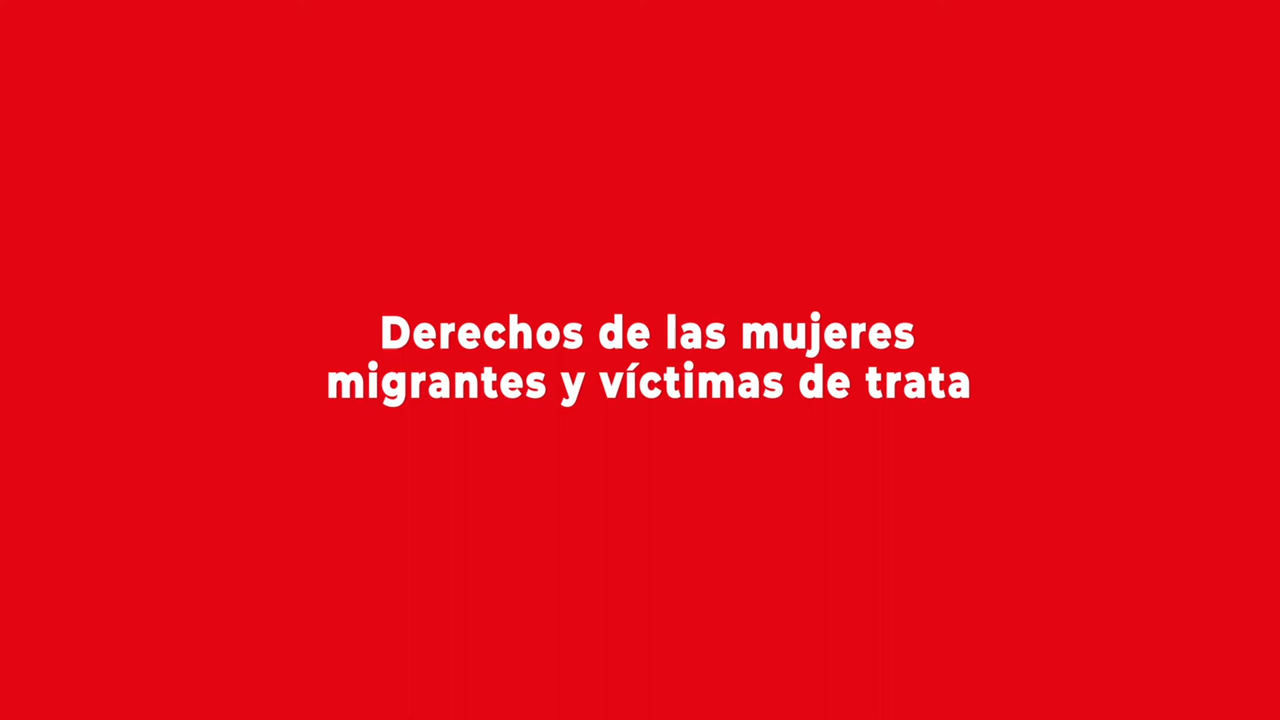 Derechos de las mujeres
migrantes y víctimas de trata